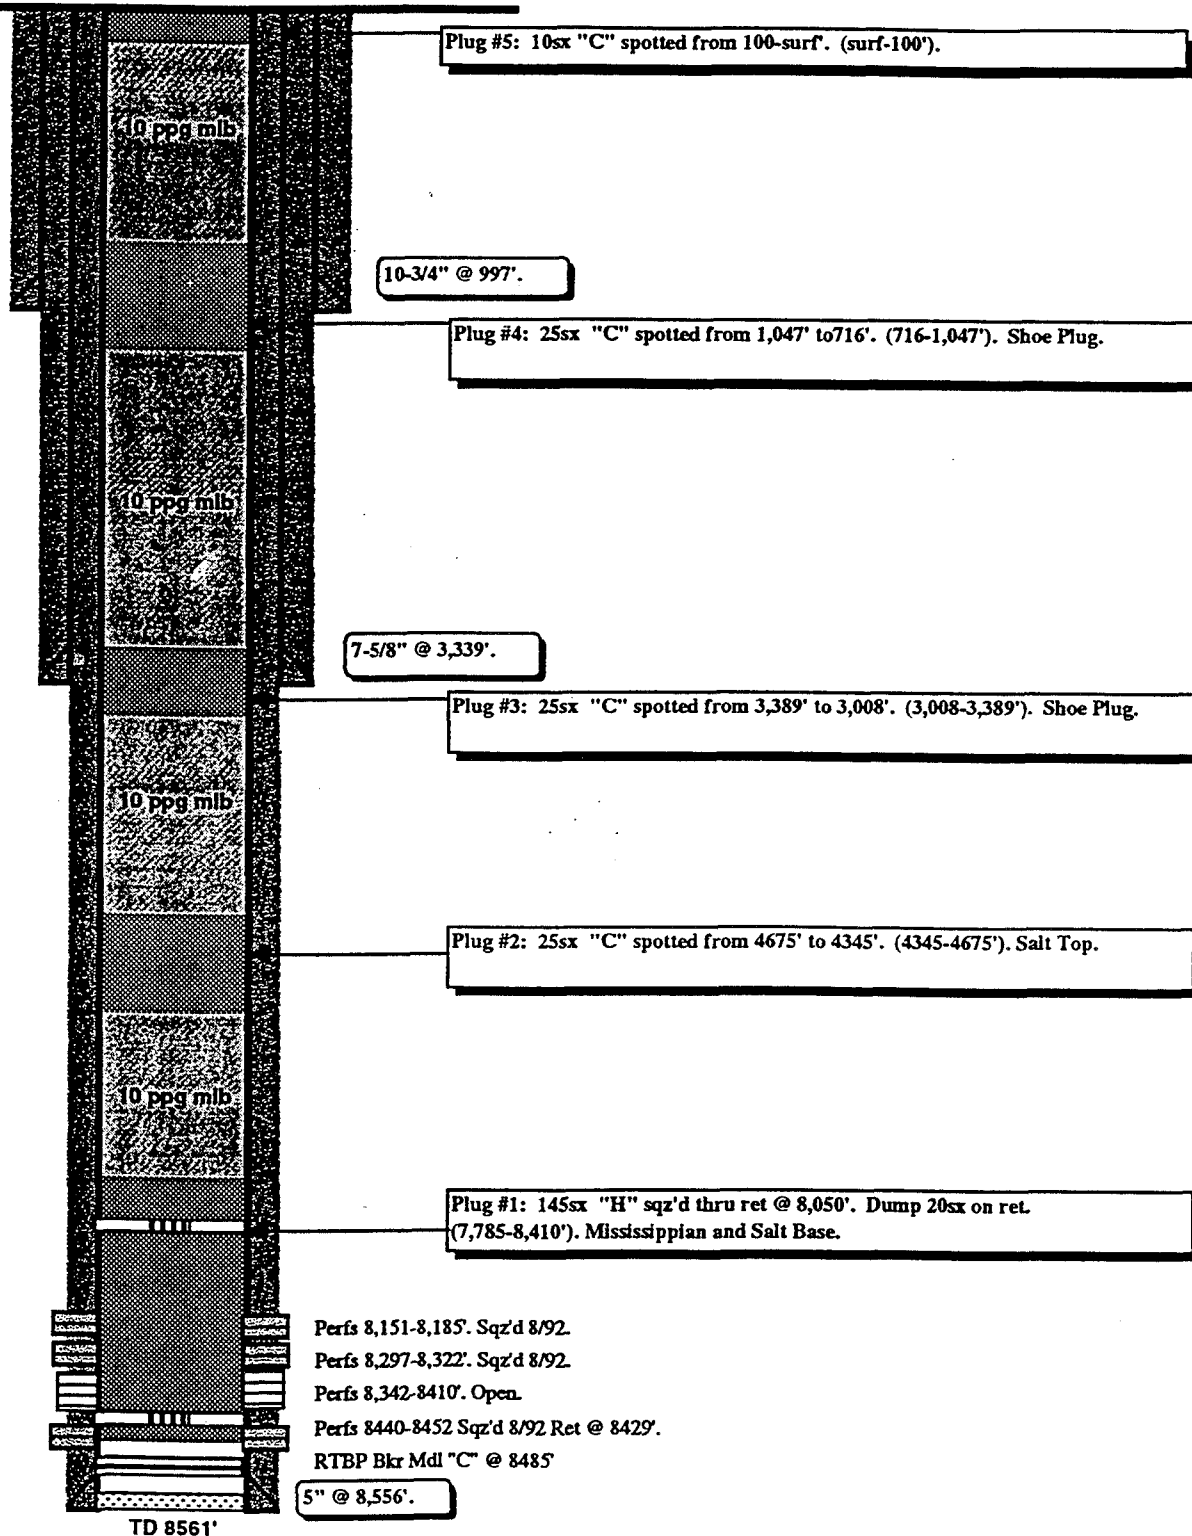 Plug #5: 10sx "C" spotted from 100-surf'. (surf-100').
10 ppg mlb
10-3/4" @ 997'.
Plug #4: 25sx "C" spotted from 1,047' to716'. (716-1,047'). Shoe Plug.
10 ppg mlb
7-5/8" @ 3,339'.
Plug #3: 25sx "C" spotted from 3,389' to 3,008'. (3,008-3,389'). Shoe Plug.
10 ppg mlb
Plug #2: 25sx "C" spotted from 4675' to 4345'. (4345-4675'). Salt Top.
10 ppg mlb
Plug #1: 145sx "H" sqz'd thru ret @ 8,050'. Dump 20sx on ret.
(7,785-8,410'). Mississippian and Salt Base.
Perfs 8,151-8,185'. Sqz'd 8/92.
Perfs 8,297-8,322'. Sqz'd 8/92.
Perfs 8,342-8410'. Open.
Perfs 8440-8452 Sqz'd 8/92 Ret @ 8429'.
RTBP Bkr Mdl "C" @ 8485'
5" @ 8,556'.
TD 8561'